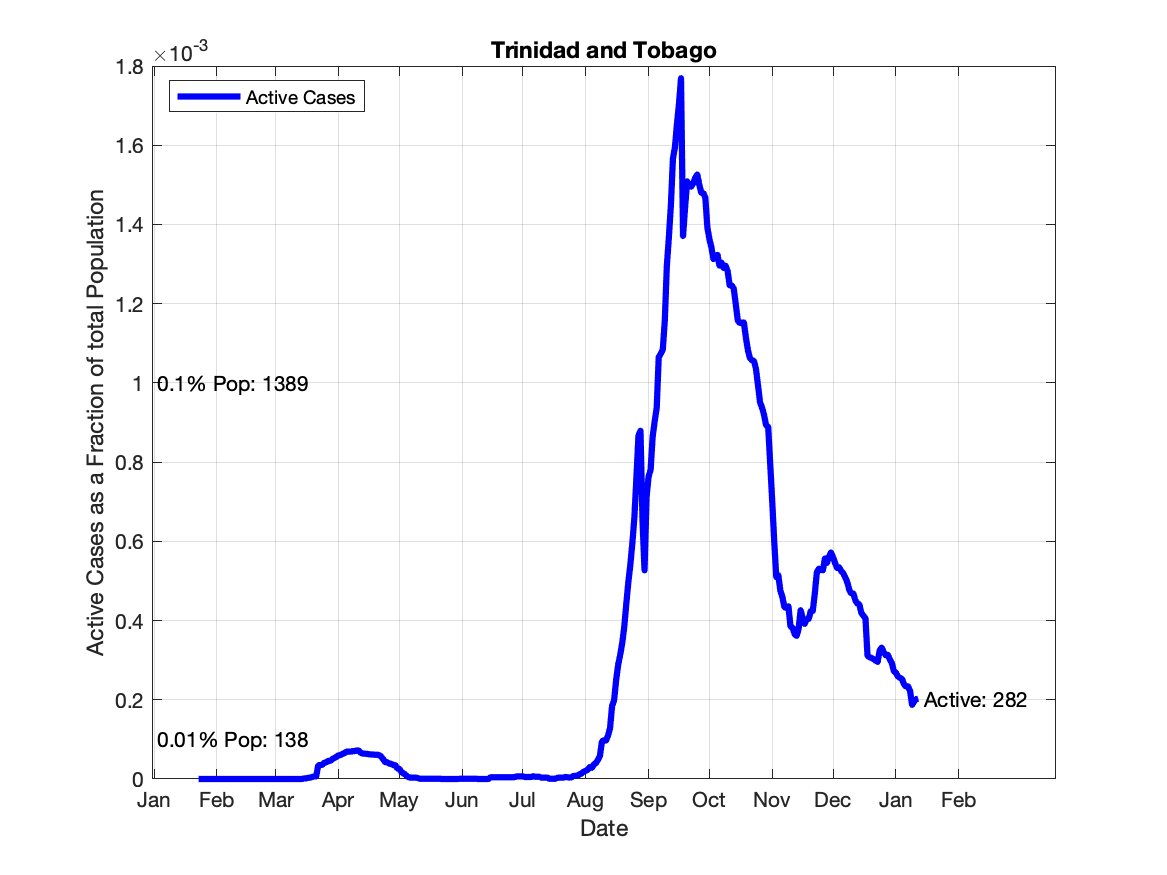 Trinidad and Tobago
×10-3
Active Cases
1.8
1.6
1.4
1.2
1
0.8
0.6
0.4
0.2
0
Active Cases as a Fraction of total Population
0.1% Pop: 1389
0.01% Pop: 138
Active: 282
Jan Feb Mar Apr May Jun Jul Aug Sep Oct Nov Dec Jan Feb
Date